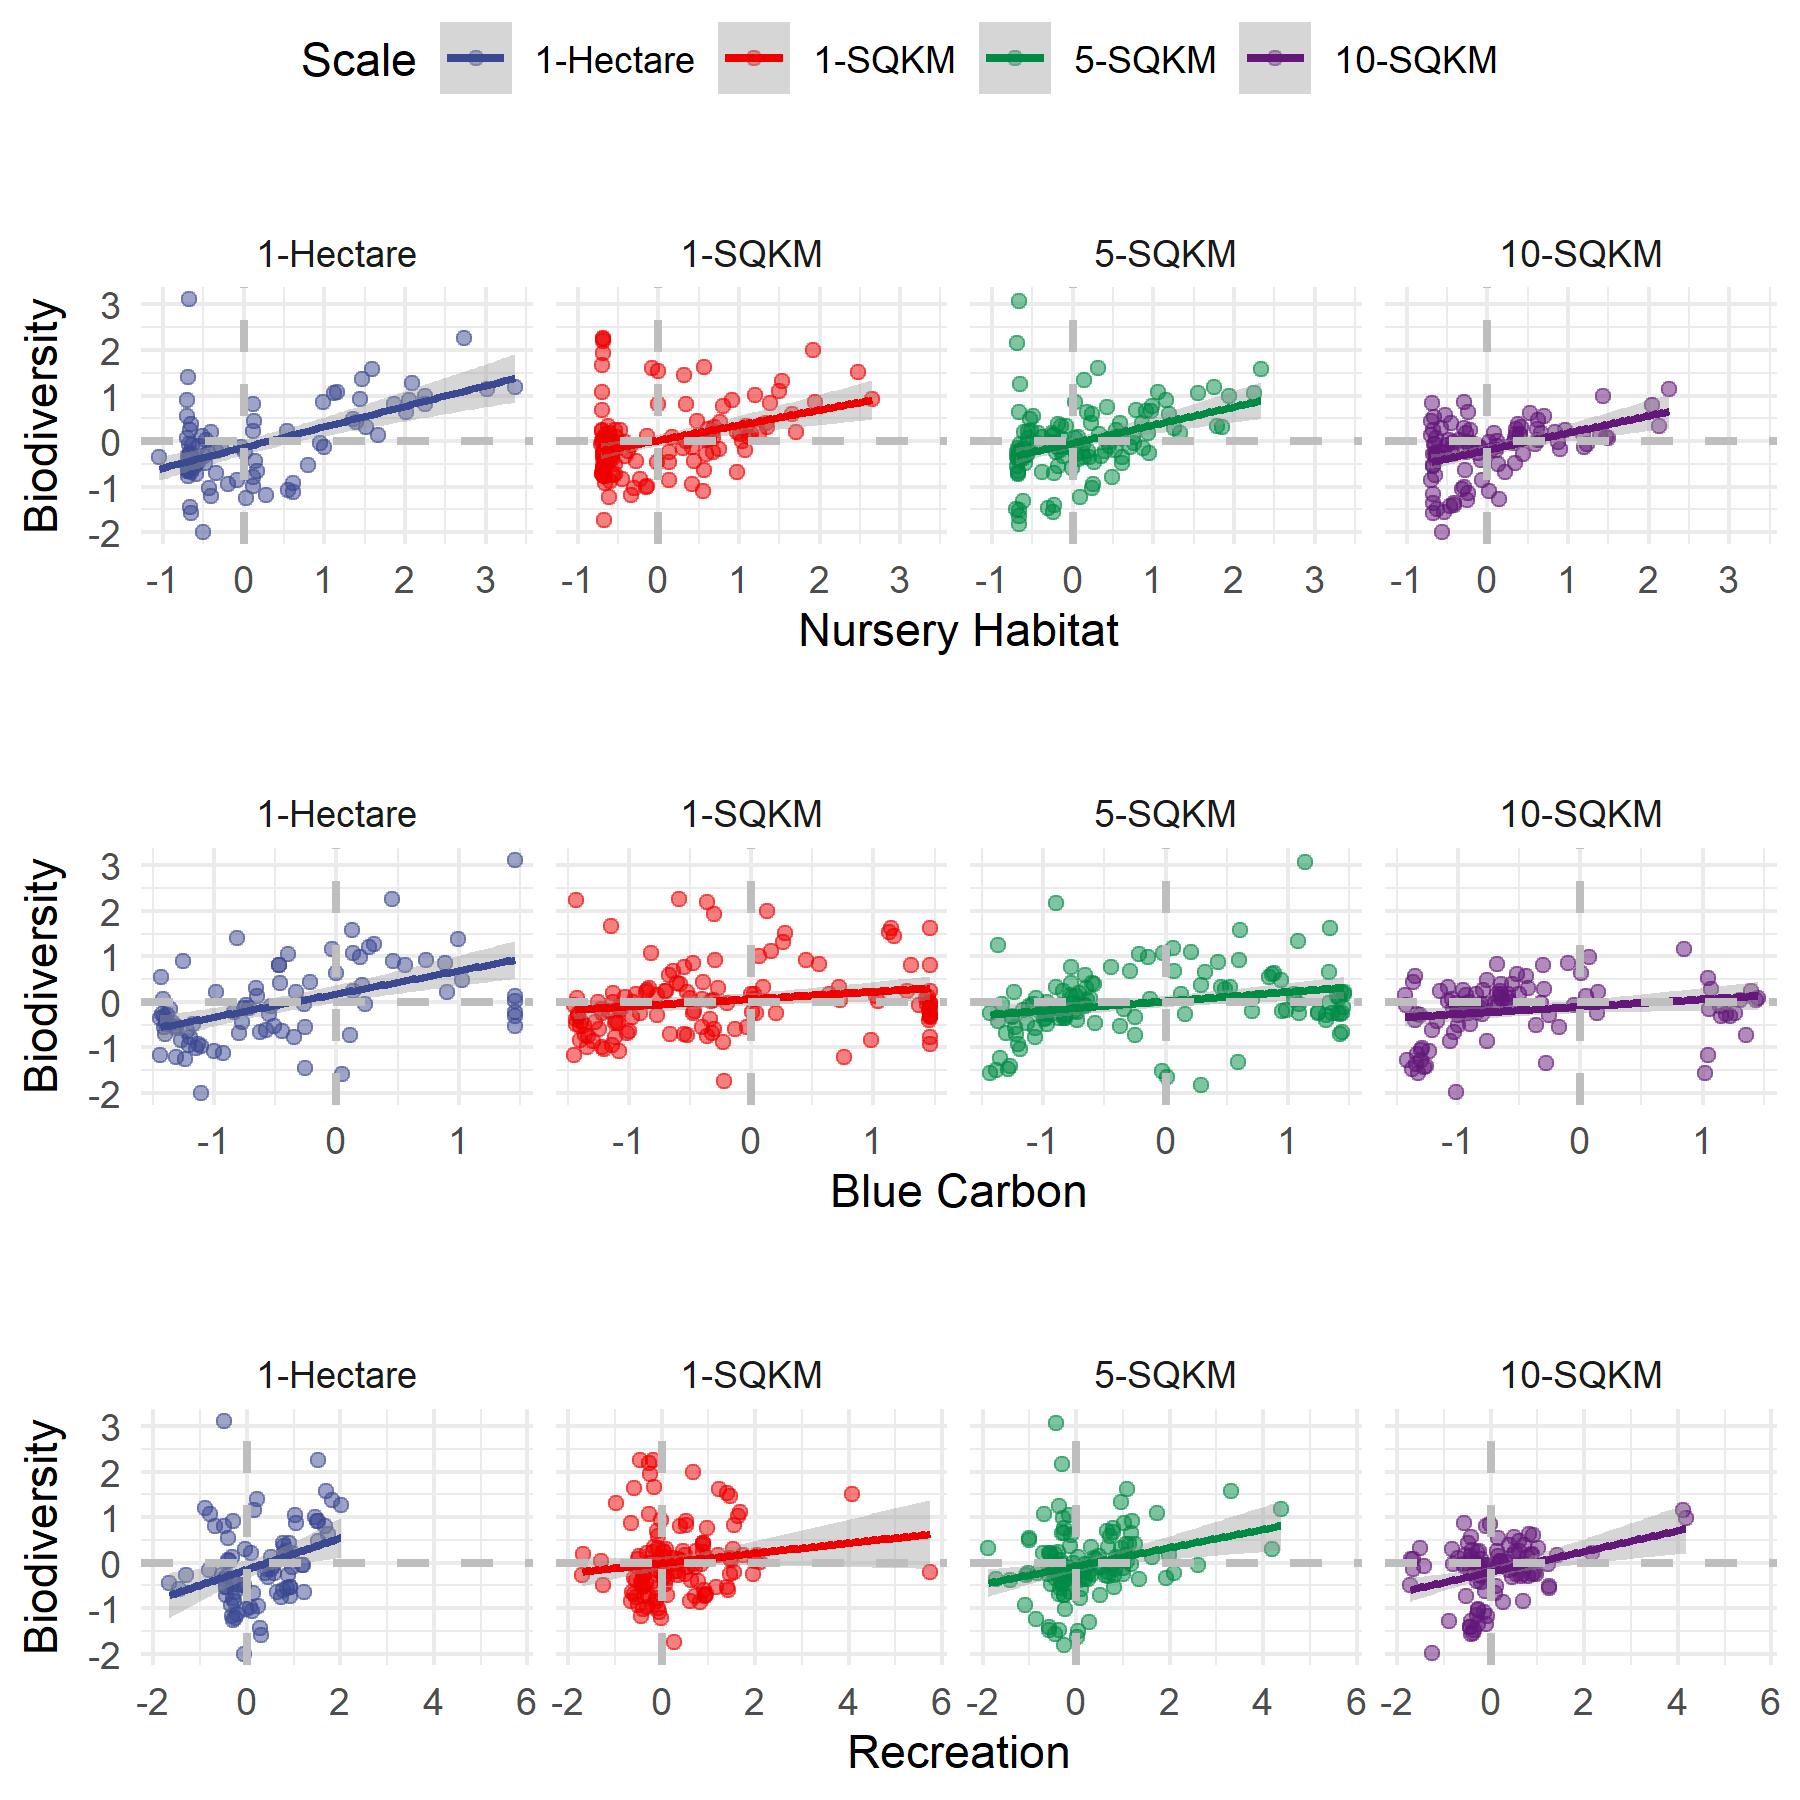 Scale 1-Hectare 1-SQKM 5-SQKM 10-SQKM
1-Hectare 1-SQKM 5-SQKM 10-SQKM
Biodiversity
3
2
1
0
-1
-2
-1 0 1 2 3 -1 0 1 2 3 -1 0 1 2 3 -1 0 1 2 3
Nursery Habitat
1-Hectare 1-SQKM 5-SQKM 10-SQKM
Biodiversity
3
2
1
0
-1
-2
-1 0 1 -1 0 1 -1 0 1 -1 0 1
Blue Carbon
1-Hectare 1-SQKM 5-SQKM 10-SQKM
Biodiversity
3
2
1
0
-1
-2
-2 0 2 4 6 -2 0 2 4 6 -2 0 2 4 6 -2 0 2 4 6
Recreation